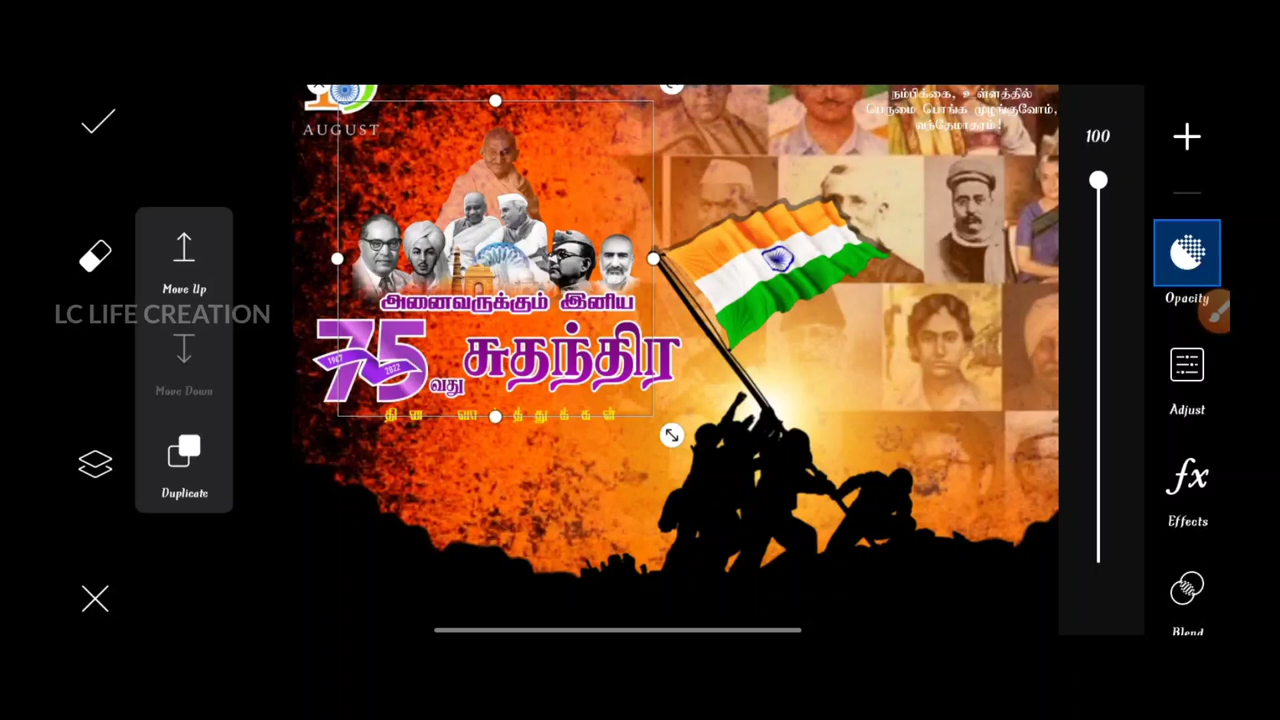 AUGUST
நம்பிக்கை, உள்ளத்தில்
பெருமை பொங்க முழங்குவோம்,
வந்தேமாதரம்!
100
Move Up
LC LIFE CREATION
Move Down
Duplicate
Opacity
Adjust
fx
Effects
Blend
அனைவருக்கும் இனிய
75
1947
2022
வது
சுதந்திர